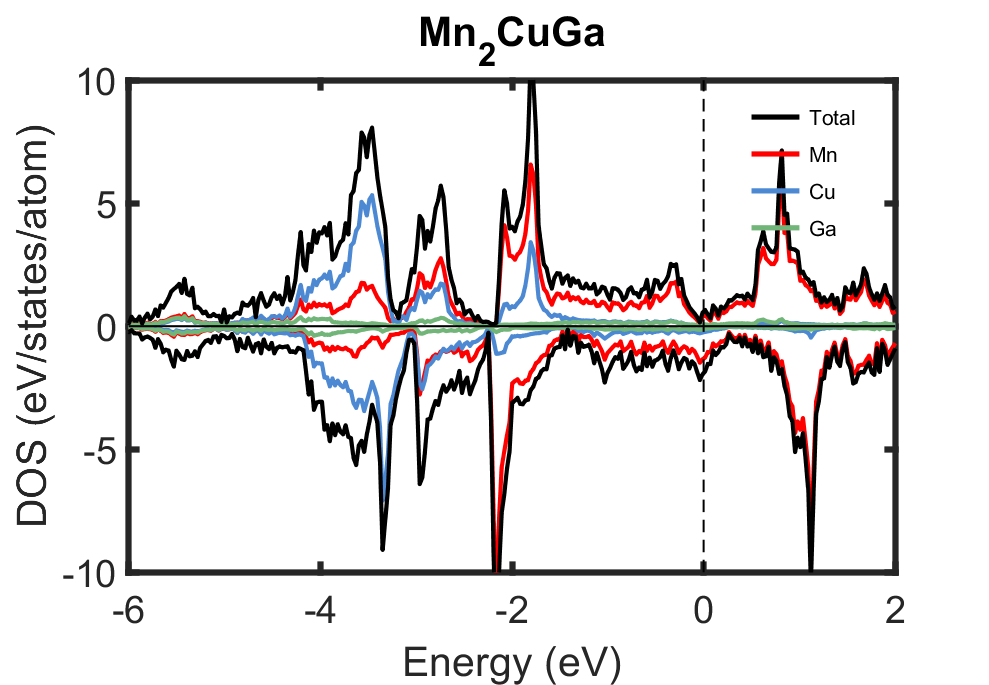 Mn2CuGa
10
5
0
-5
-10
DOS (eV/states/atom)
Total
Mn
Cu
Ga
-6 -4 -2 0 2
Energy (eV)